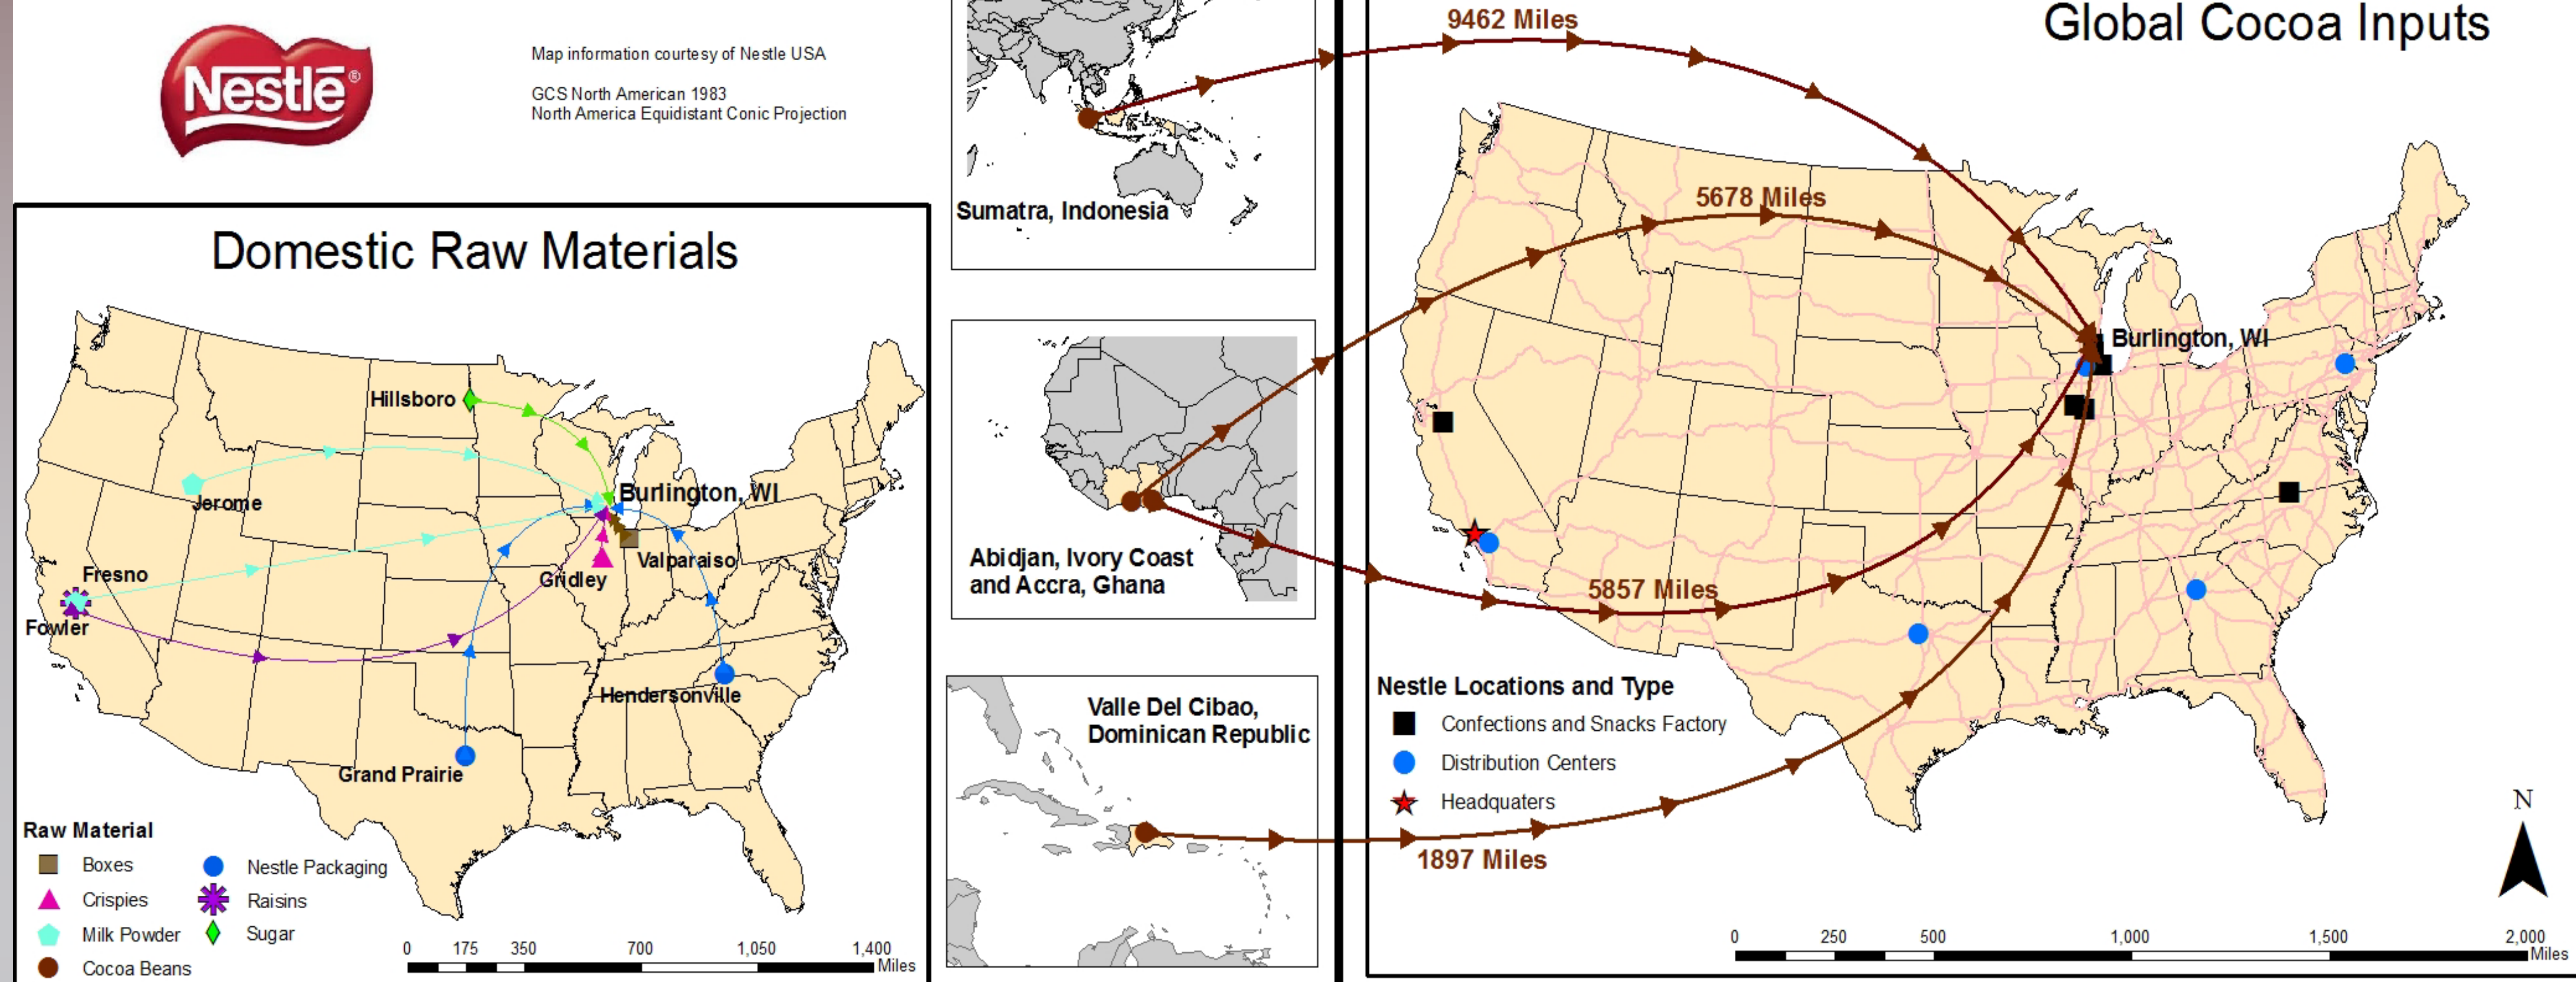 Nestlé®
Map information courtesy of Nestle USA
GCS North American 1983
North America Equidistant Conic Projection
Domestic Raw Materials
Hillsboro
Jerome
Burlington, WI
Valparaiso
Gridley
Fresno
Fowler
Hendersonville
Grand Prairie
Raw Material
Boxes
Crispies
Milk Powder
Cocoa Beans
Nestle Packaging
Raisins
Sugar
0 175 350 700 1,050 1,400
Miles
Sumatra, Indonesia
Abidjan, Ivory Coast
and Accra, Ghana
Valle Del Cibao,
Dominican Republic
Global Cocoa Inputs
9462 Miles
5678 Miles
Burlington, WI
5857 Miles
1897 Miles
Nestle Locations and Type
Confections and Snacks Factory
Distribution Centers
Headquaters
N
0 250 500 1,000 1,500 2,000
Miles